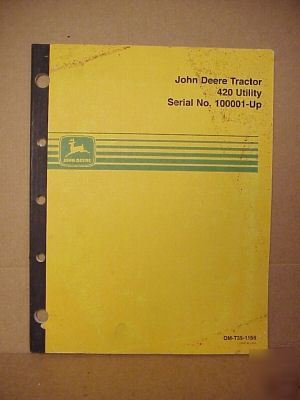 John Deere Tractor
420 Utility
Serial No. 100001-Up
JOHN DEERE
OM-T35-1156